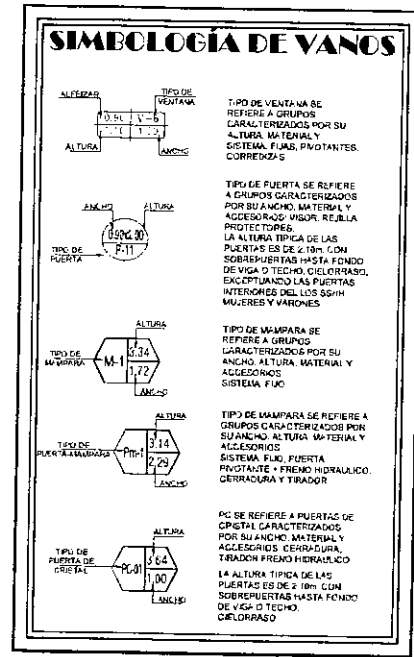 SIMBOLOGÍA DE VANOS
ALFEIZAR
TIPO DE
VENTANA
0.90 V-6
ALTURA
ANCHO
TIPO DE VENTANA SE
REFIERE A GRUPOS
CARACTERIZADOS POR SU
ALTURA, MATERIAL Y
SISTEMA, FIJAS, PIVOTANTES,
CORREDIZAS
ANCHO
ALTURA
0.90x2.90
P-11
TIPO DE
PUERTA
TIPO DE PUERTA SE REFIERE
A GRUPOS CARACTERIZADOS
POR SU ANCHO, MATERIAL Y
ACCESORIOS: VISOR, REJILLA
PROTECTORES.
LA ALTURA TIPICA DE LAS
PUERTAS ES DE 2.10m. CON
SOBREPUERTAS HASTA FONDO
DE VIGA O TECHO, CIELORRASO,
EXCEPTUANDO LAS PUERTAS
INTERIORES DEL LOS SSHH
MUJERES Y VARONES
ALTURA
TIPO DE
MAMPARA
M-1
3.34
1.72
ANCHO
TIPO DE MAMPARA SE
REFIERE A GRUPOS
CARACTERIZADOS POR SU
ANCHO, ALTURA, MATERIAL Y
ACCESORIOS
SISTEMA FIJO
ALTURA
TIPO DE
PUERTA-MAMPARA
Pm-1
3.14
2.29
ANCHO
TIPO DE MAMPARA SE REFIERE A
GRUPOS CARACTERIZADOS POR
SU ANCHO, ALTURA, MATERIAL Y
ACCESORIOS
SISTEMA FIJO, PUERTA
PIVOTANTE + FRENO HIDRAULICO,
CERRADURA Y TIRADOR
ALTURA
TIPO DE
PUERTA DE
CRISTAL
PC-01
3.64
1.00
ANCHO
PC SE REFIERE A PUERTAS DE
CRISTAL CARACTERIZADOS
POR SU ANCHO, MATERIAL Y
ACCESORIOS: CERRADURA,
TIRADOR FRENO HIDRAULICO
LA ALTURA TIPICA DE LAS
PUERTAS ES DE 2.10m. CON
SOBREPUERTAS HASTA FONDO
DE VIGA O TECHO,
CIELORRASO